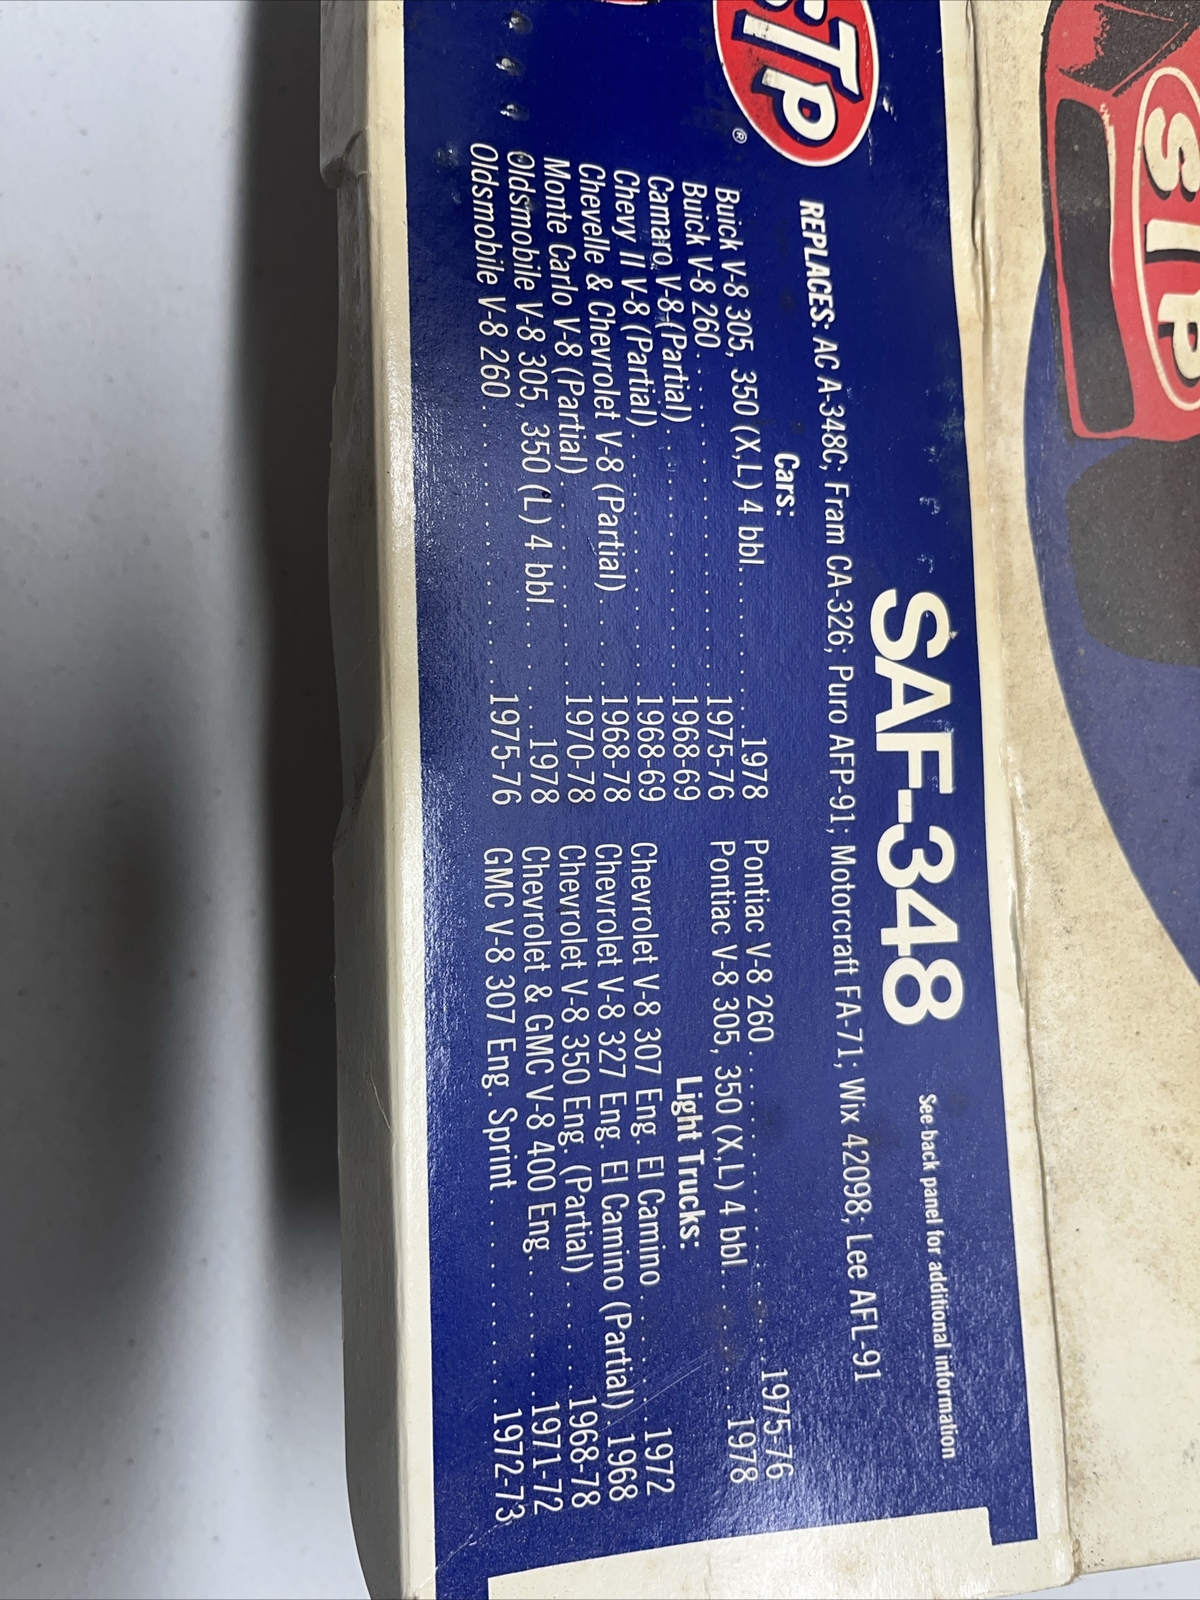 STP
STP
®
SAF-348
See back panel for additional information
REPLACES: AC A-348C; Fram CA-326; Puro AFP-91; Motorcraft FA-71; Wix 42098; Lee AFL-91
Cars:
Buick V-8 305, 350 (X,L) 4 bbl. . . . . . . . . . . 1978
Buick V-8 260. . . . . . . . . . . . . . . . . . . . 1975-76
Camaro V-8 (Partial) . . . . . . . . . . . . . . . 1968-69
Chevy II V-8 (Partial). . . . . . . . . . . . . . . 1968-69
Chevelle & Chevrolet V-8 (Partial). . . . . 1968-78
Monte Carlo V-8 (Partial). . . . . . . . . . . . 1970-78
Oldsmobile V-8 305, 350 (L) 4 bbl. . . . . . . 1978
Oldsmobile V-8 260 . . . . . . . . . . . . . . . . 1975-76
Pontiac V-8 260 . . . . . . . . . . . . . . . . . . 1975-76
Pontiac V-8 305, 350 (X,L) 4 bbl. . . . . . . . 1978
Light Trucks:
Chevrolet V-8 307 Eng. El Camino. . . . . . . . 1972
Chevrolet V-8 327 Eng. El Camino (Partial) . 1968
Chevrolet V-8 350 Eng. (Partial). . . . . . . 1968-78
Chevrolet & GMC V-8 400 Eng. . . . . . . . . 1971-72
GMC V-8 307 Eng. Sprint . . . . . . . . . . . . 1972-73